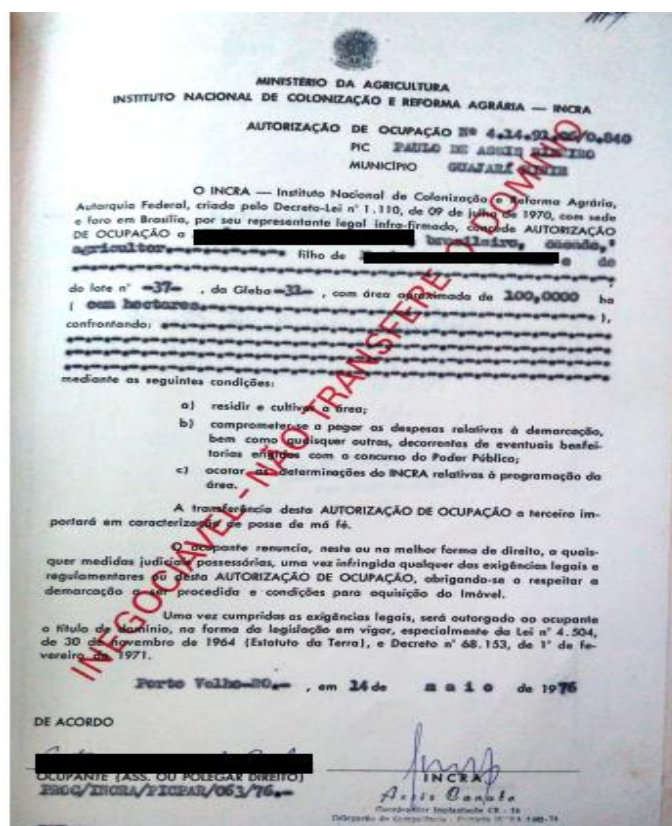 MINISTÉRIO DA AGRICULTURA
INSTITUTO NACIONAL DE COLONIZAÇÃO E REFORMA AGRÁRIA — INCRA
AUTORIZAÇÃO DE OCUPAÇÃO Nº 4.14.91.06/0.840
PIC PAULO DE ASSIS RIBEIRO
MUNICÍPIO GUAJARÁ MIRIM
O INCRA — Instituto Nacional de Colonização e Reforma Agrária,
Autarquia Federal, criada pelo Decreto-Lei nº 1.110, de 09 de julho de 1970, com sede
e foro em Brasília, por seu representante legal infra-firmado, concede AUTORIZAÇÃO
DE OCUPAÇÃO a brasileiro, casado,
agricultor filho de e de
do lote nº -37- , da Gleba -31- , com área aproximada de 100,0000 ha
( cem hectares. ),
confrontando:
mediante as seguintes condições:
a) residir e cultivar a área;
b) comprometer-se a pagar as despesas relativas à demarcação,
bem como quaisquer outras, decorrentes de eventuais benfei-
torias erigidas com o concurso do Poder Público;
c) acatar as determinações do INCRA relativas à programação da
área.
A transferência desta AUTORIZAÇÃO DE OCUPAÇÃO a terceiro im-
portará em caracterização de posse de má fé.
O ocupante renuncia, neste ou na melhor forma de direito, a quais-
quer medidas judiciais possessórias, uma vez infringida qualquer das exigências legais e
regulamentares ou desta AUTORIZAÇÃO DE OCUPAÇÃO, obrigando-se a respeitar a
demarcação a ser procedida e condições para aquisição do Imóvel.
Uma vez cumpridas as exigências legais, será outorgado ao ocupante
o título de domínio, na forma da legislação em vigor, especialmente da Lei nº 4.504,
de 30 de novembro de 1964 (Estatuto da Terra), e Decreto nº 68.153, de 1º de fe-
vereiro de 1971.
Porto Velho-RO.- , em 14 de maio de 1976
INEGOCIÁVEL - NÃO TRANSFERE O DOMÍNIO
DE ACORDO
OCUPANTE (ASS. OU POLEGAR DIREITO)
PROC/INCRA/PICPAR/063/76.-
INCRA
Assis Canuto